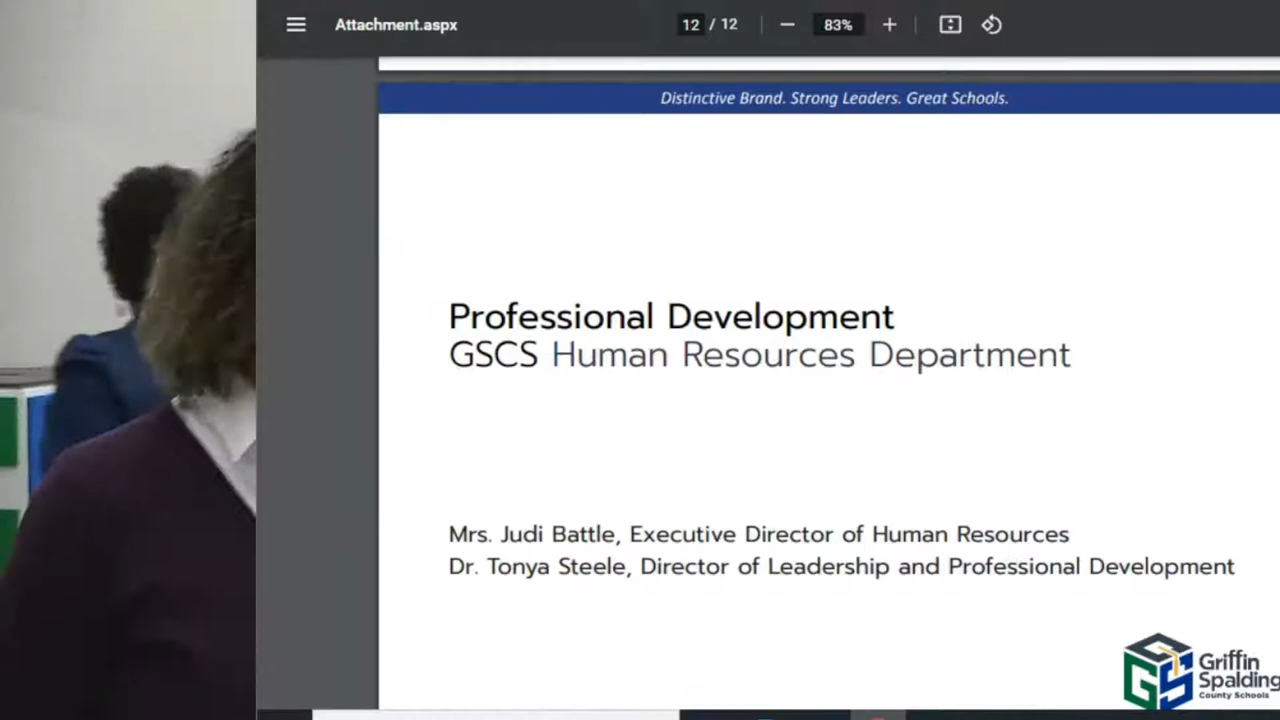 Attachment.aspx
12 / 12
83%
Distinctive Brand. Strong Leaders. Great Schools.
Professional Development
GSCS Human Resources Department
Mrs. Judi Battle, Executive Director of Human Resources
Dr. Tonya Steele, Director of Leadership and Professional Development
GS
Griffin
Spalding
County Schools